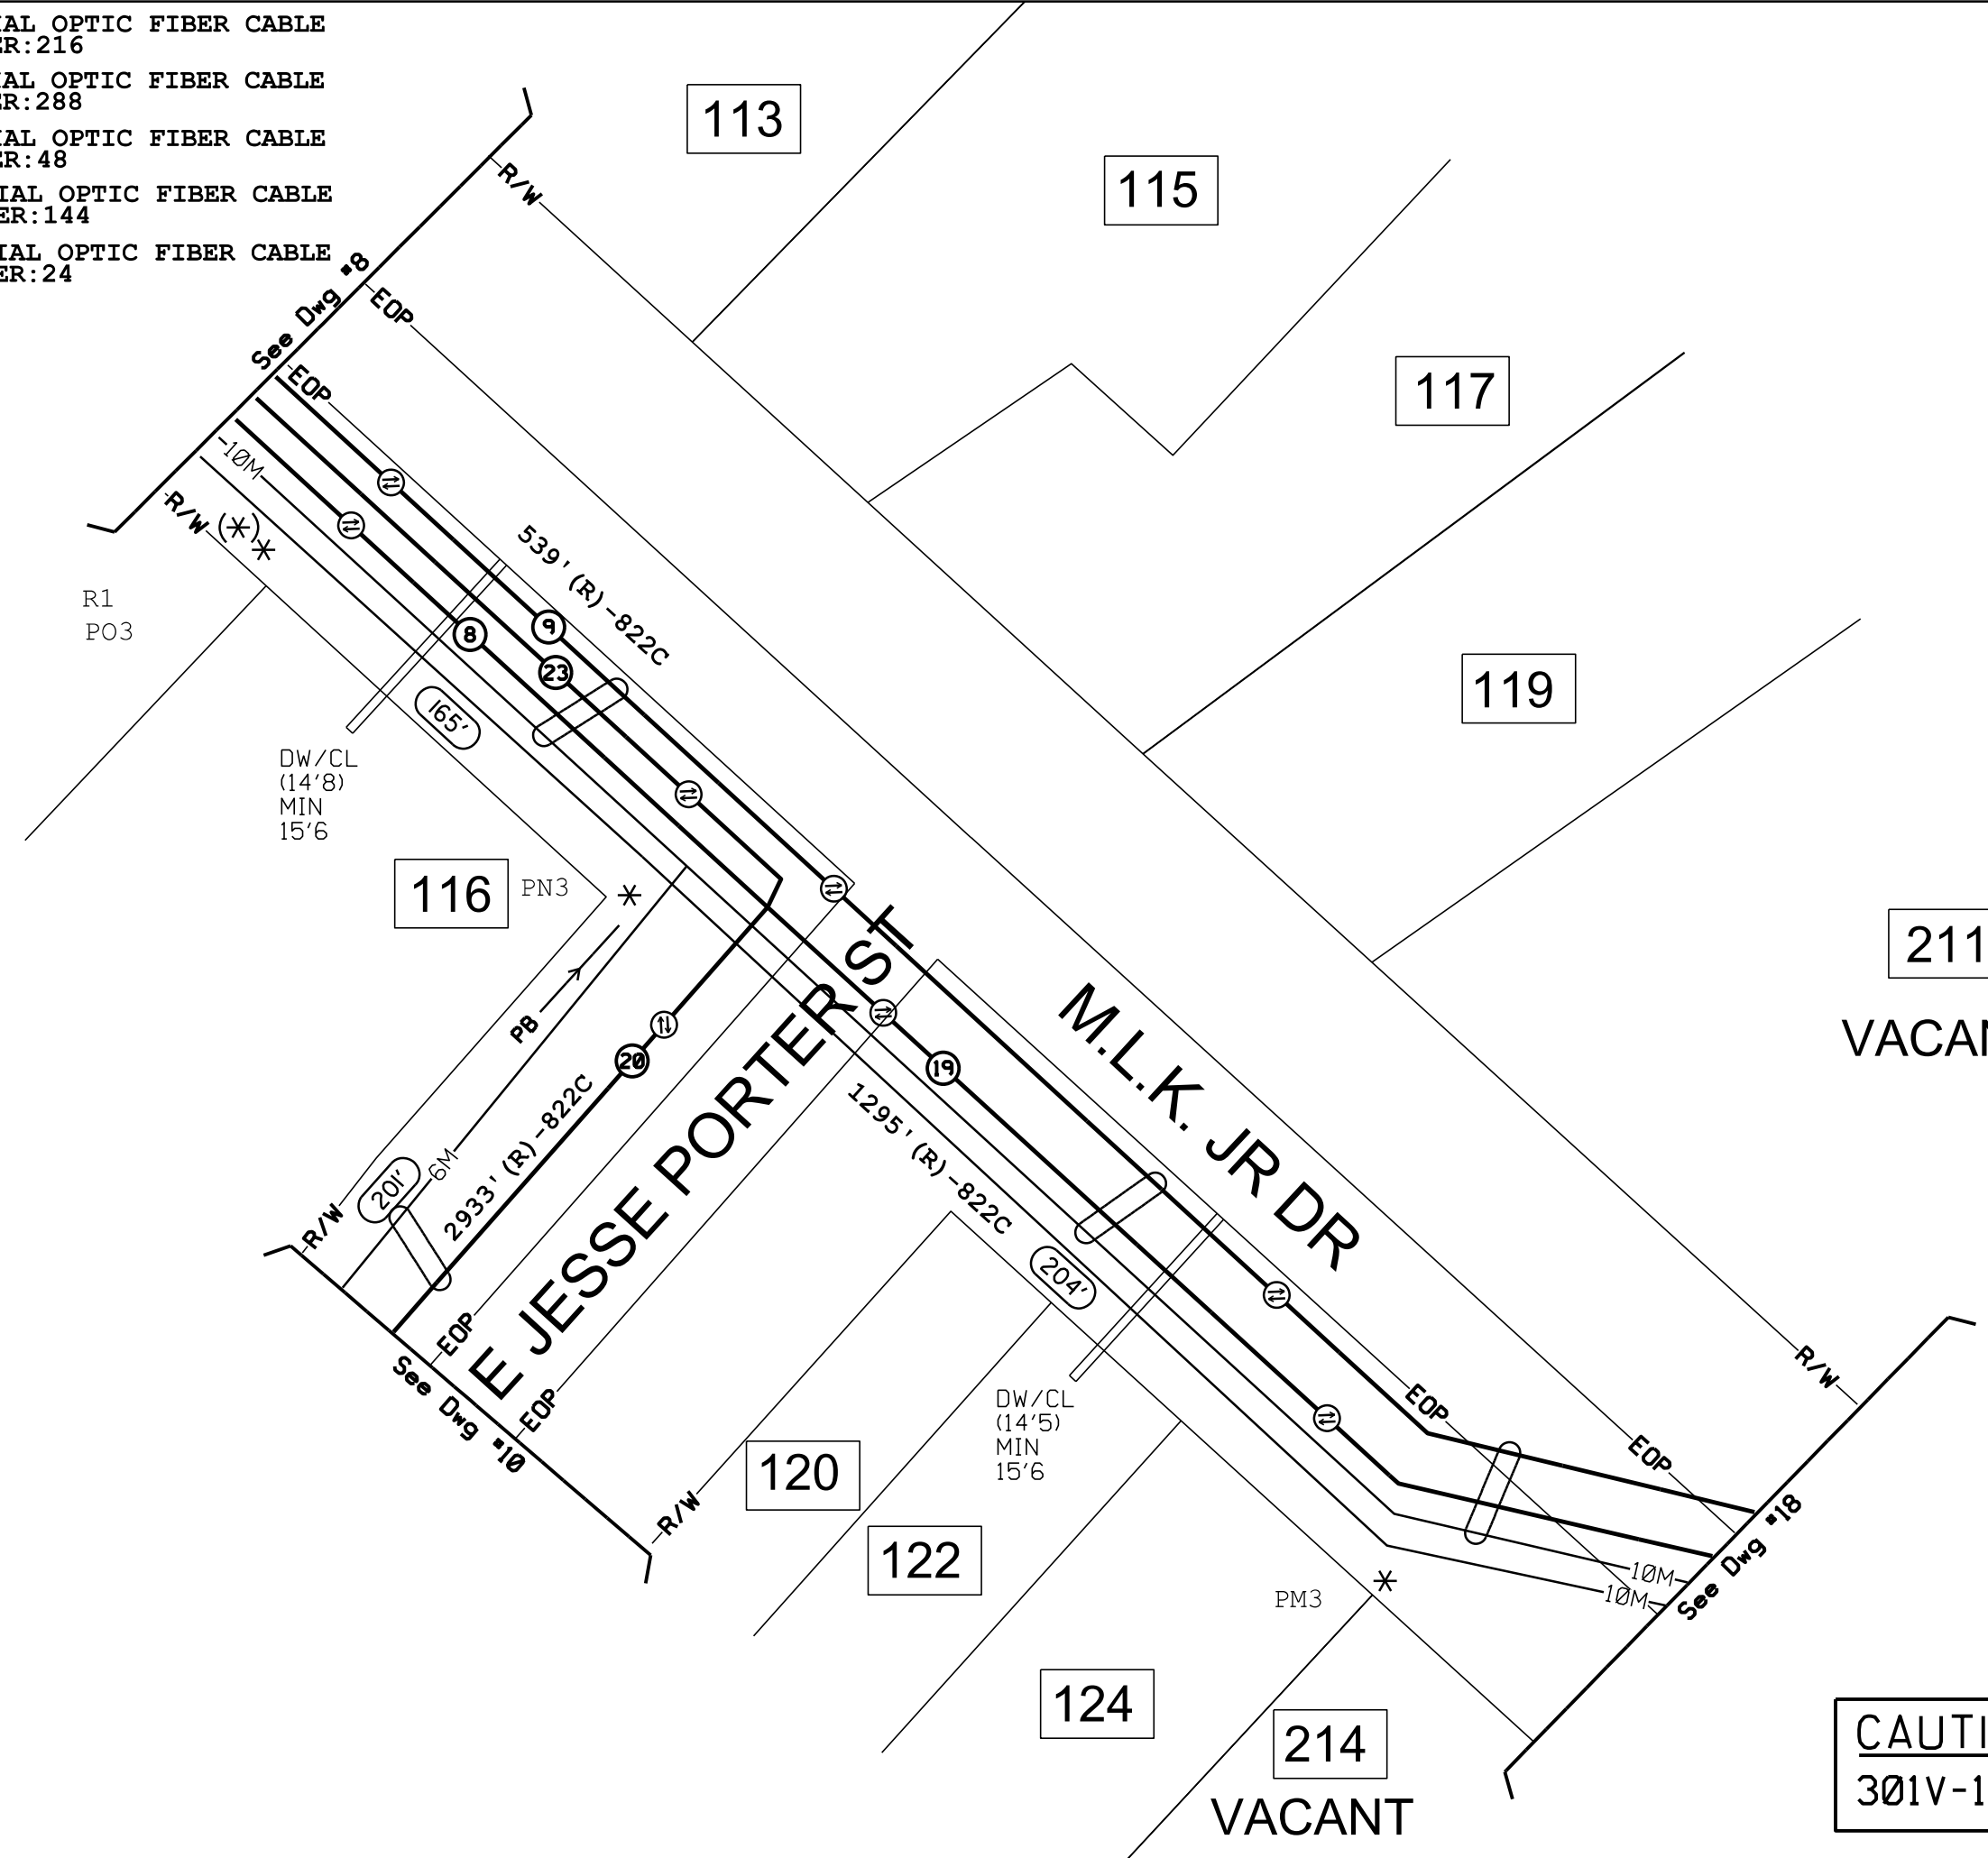 IAL OPTIC FIBER CABLE
ER:216
IAL OPTIC FIBER CABLE
ER:288
IAL OPTIC FIBER CABLE
ER:48
IAL OPTIC FIBER CABLE
ER:144
IAL OPTIC FIBER CABLE
ER:24
113
115
R/W
See Dwg #8
EOP
EOP
117
-10M
R/W (*)
*
539'(R)-822C
R1
PO3
8
9
23
119
165'
DW/CL
(14'8)
MIN
15'6
116
PN3
*
211
VACAN
PB
20
19
E JESSE PORTER ST
M.L.K. JR DR
1295'(R)-822C
2933'(R)-822C
6M
201'
R/W
204'
EOP
EOP
See Dwg #10
R/W
DW/CL
(14'5)
MIN
15'6
R/W
EOP
EOP
120
122
See Dwg #18
10M
10M
PM3
*
124
214
VACANT
CAUTI
301V-1